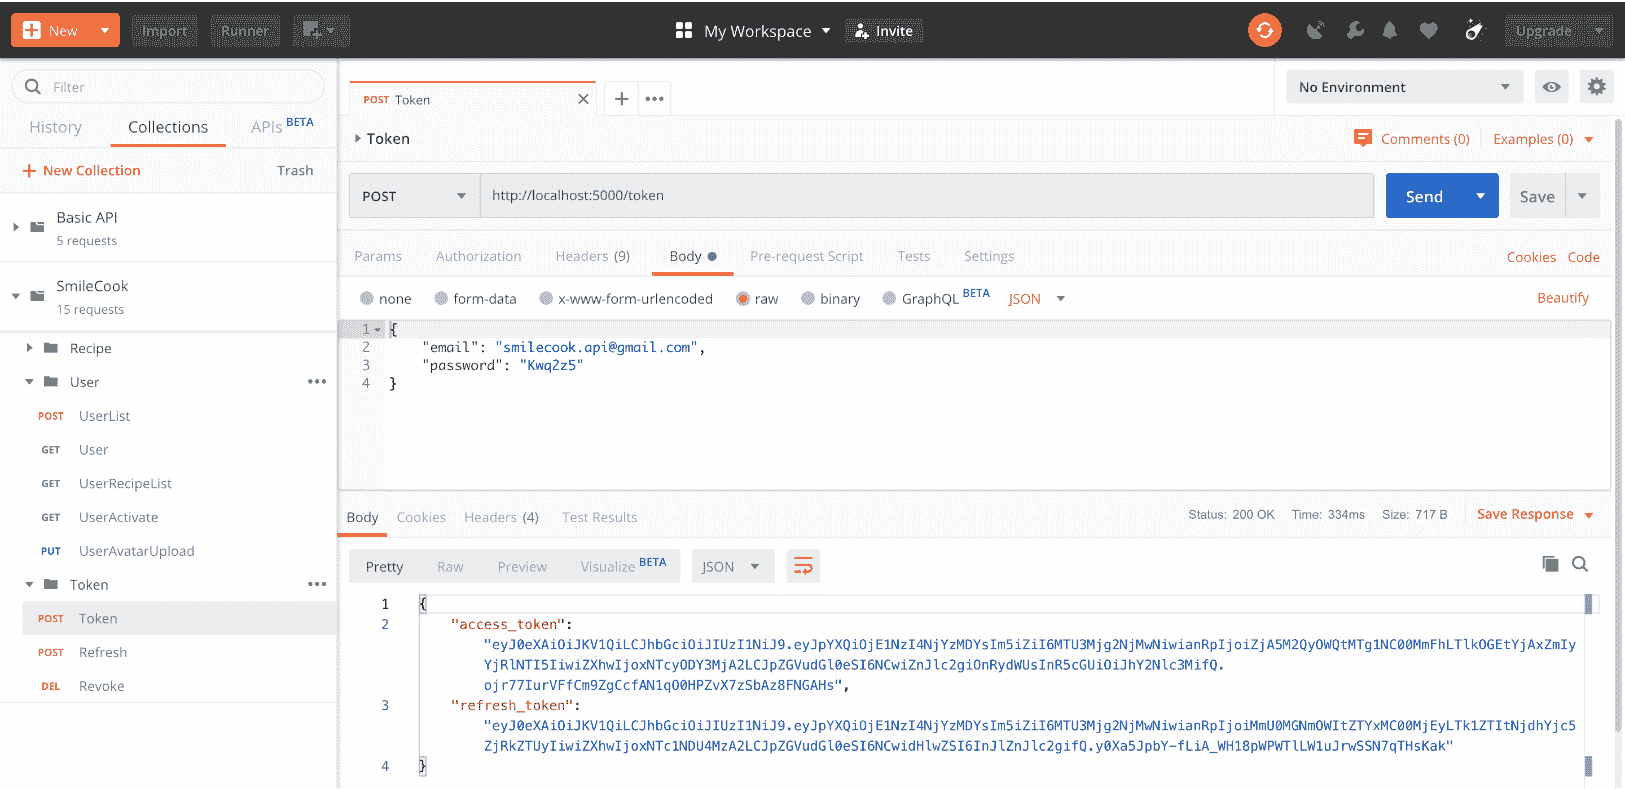 New Import Runner My Workspace Invite Upgrade
Filter
No Environment
History Collections APIs BETA
POST Token
Token
Comments (0) Examples (0)
New Collection Trash
POST http://localhost:5000/token Send Save
Basic API
5 requests
SmileCook
15 requests
Params Authorization Headers (9) Body Pre-request Script Tests Settings Cookies Code
none form-data x-www-form-urlencoded raw binary GraphQL BETA JSON Beautify
Recipe
User
POST UserList
GET User
GET UserRecipeList
GET UserActivate
PUT UserAvatarUpload
Token
POST Token
POST Refresh
DEL Revoke
1 {
2 "email": "smilecook.api@gmail.com",
3 "password": "Kwq2z5"
4 }
Body Cookies Headers (4) Test Results Status: 200 OK Time: 334ms Size: 717 B Save Response
Pretty Raw Preview Visualize BETA JSON
1 {
2 "access_token":
"eyJ0eXAiOiJKV1QiLCJhbGciOiJIUzI1NiJ9.eyJpYXQiOjE1NzI4NjYzMDYsIm5iZiI6MTU3Mjg2NjMwNiwianRpIjoiZjA5M2QyOWQtMTg1NC00MmFhLTlkOGEtYjAxZmIy
YjRlNTI5IiwiZXhwIjoxNTcyODY3MjA2LCJpZGVudGl0eSI6NCwiZnJlc2giOnRydWUsInR5cGUiOiJhY2Nlc3MifQ.
ojr77IurVFfCm9ZgCcfAN1qO0HPZvX7zSbAz8FNGAHs",
3 "refresh_token":
"eyJ0eXAiOiJKV1QiLCJhbGciOiJIUzI1NiJ9.eyJpYXQiOjE1NzI4NjYzMDYsIm5iZiI6MTU3Mjg2NjMwNiwianRpIjoiMmU0MGNmOWItZTYxMC00MjEyLTk1ZTItNjdhYjc5
ZjRkZTUyIiwiZXhwIjoxNTc1NDU4MzA2LCJpZGVudGl0eSI6NCwidHlwZSI6InJlZnJlc2gifQ.y0Xa5JpbY-fLiA_WH18pWPWTlLW1uJrwSSN7qTHsKak"
4 }